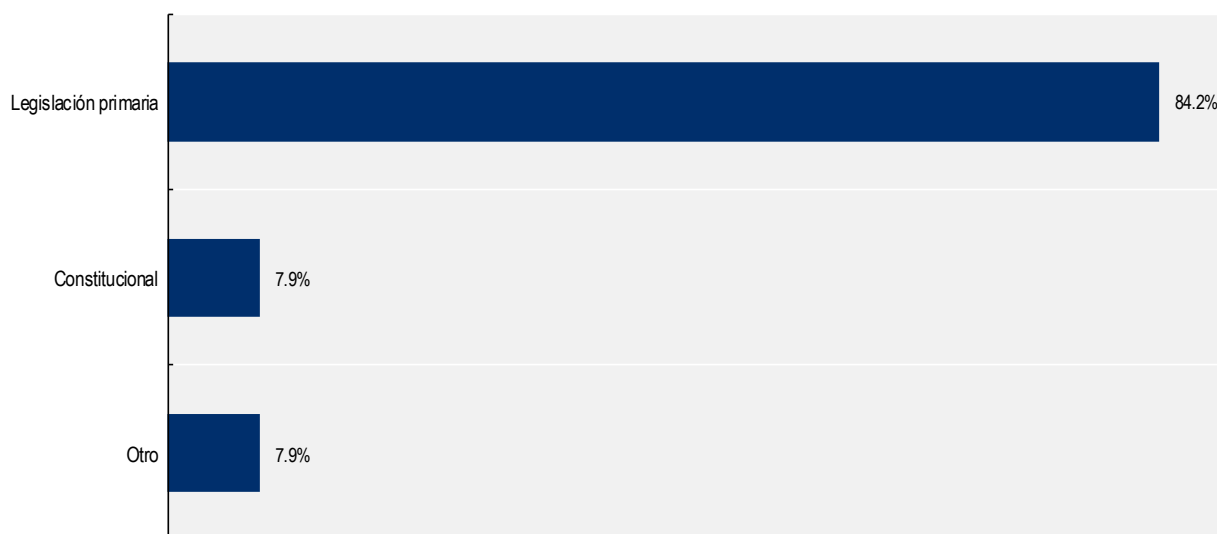 Legislación primaria
84.2%
Constitucional
7.9%
Otro
7.9%